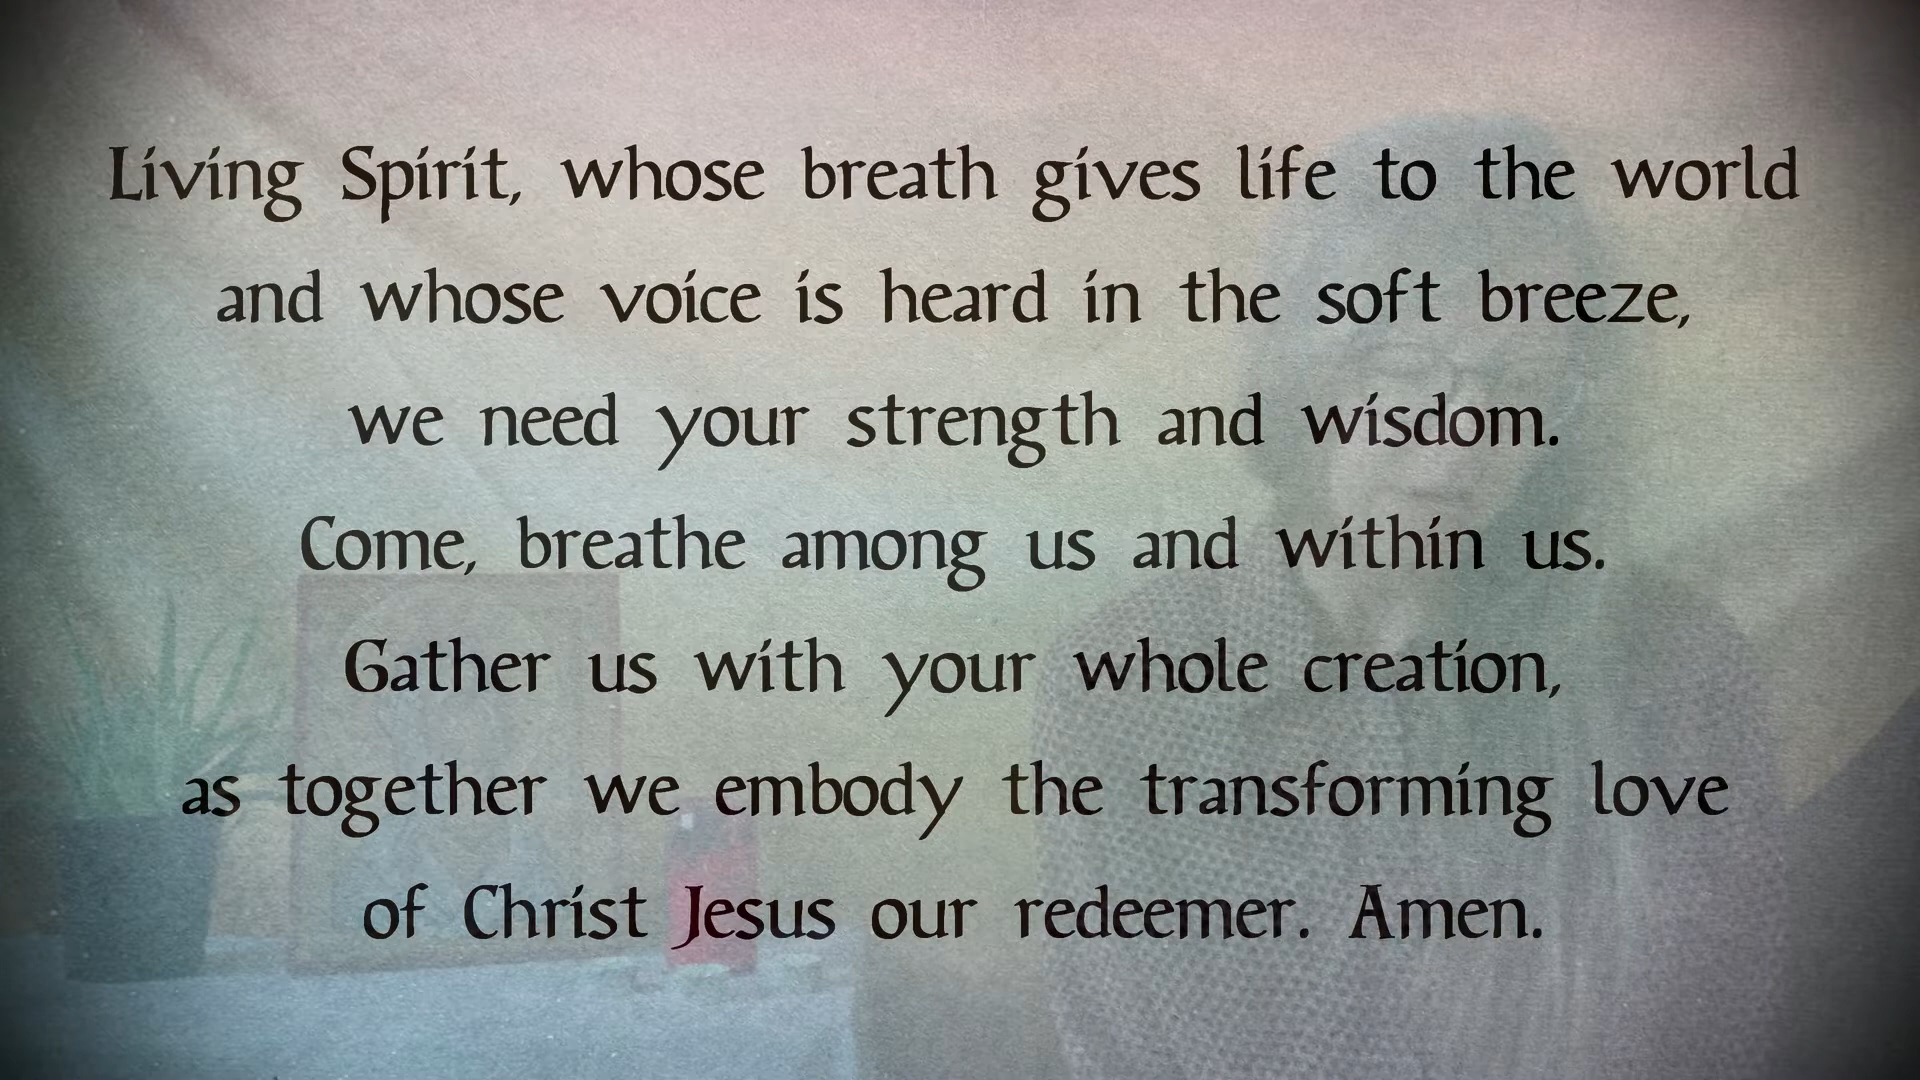 Living Spirit, whose breath gives life to the world
and whose voice is heard in the soft breeze,
we need your strength and wisdom.
Come, breathe among us and within us.
Gather us with your whole creation,
as together we embody the transforming love
of Christ Jesus our redeemer. Amen.